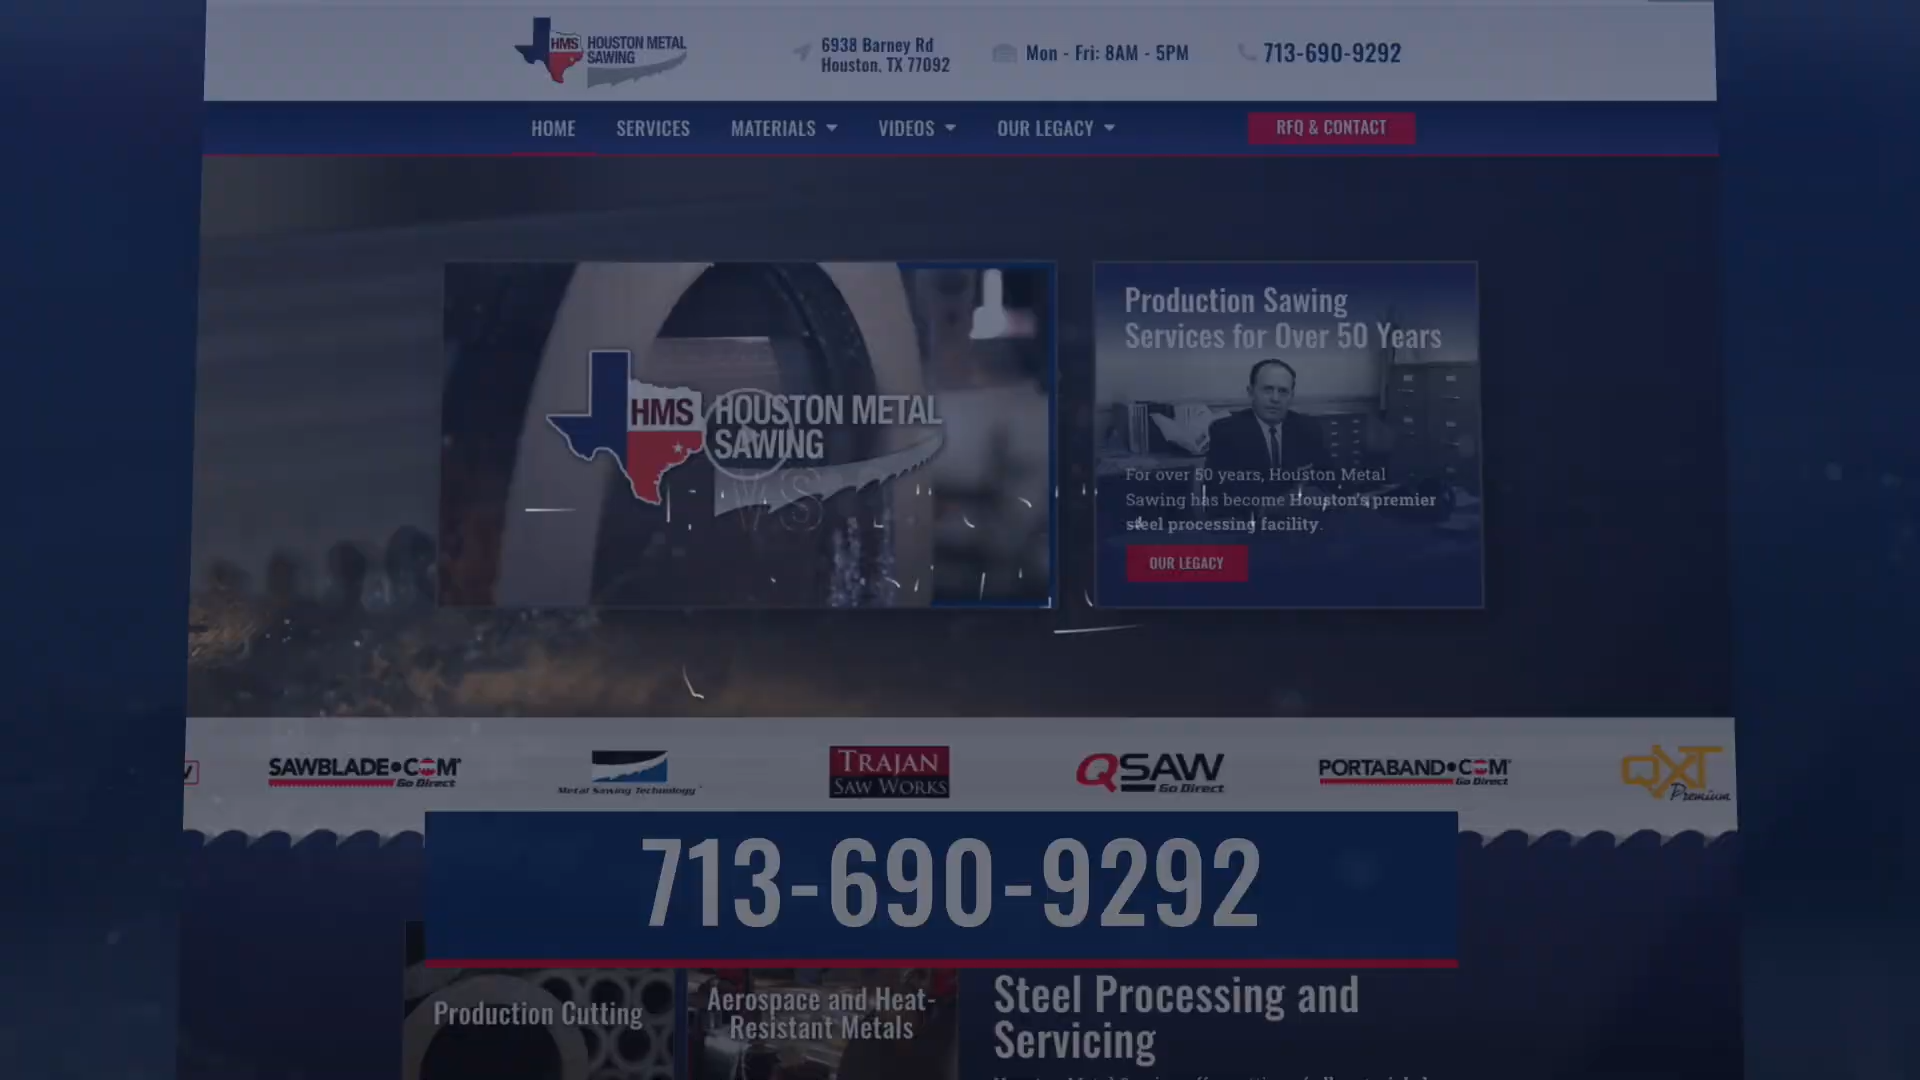 HMS
HOUSTON METAL
SAWING
6938 Barney Rd
Houston, TX 77092
Mon - Fri: 8AM - 5PM
713-690-9292
HOME
SERVICES
MATERIALS
VIDEOS
OUR LEGACY
RFQ & CONTACT
HMS
HOUSTON METAL
SAWING
Production Sawing
Services for Over 50 Years
For over 50 years, Houston Metal
Sawing has become Houston's premier
steel processing facility.
OUR LEGACY
SAWBLADE.COM
Go Direct
Metal Sawing Technology
TRAJAN
SAW WORKS
QSAW
Go Direct
PORTABAND.COM
Go Direct
QXT
Premium
713-690-9292
Production Cutting
Aerospace and Heat-
Resistant Metals
Steel Processing and
Servicing